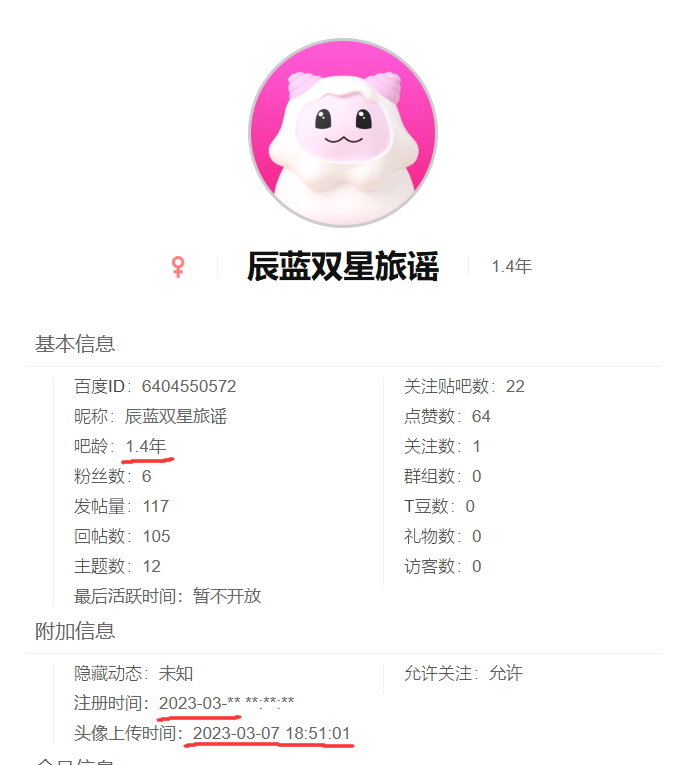 辰蓝双星旅谣 1.4年
基本信息
百度ID：6404550572 关注贴吧数：22
昵称：辰蓝双星旅谣 点赞数：64
吧龄：1.4年 关注数：1
粉丝数：6 群组数：0
发帖量：117 T豆数：0
回帖数：105 礼物数：0
主题数：12 访客数：0
最后活跃时间：暂不开放
附加信息
隐藏动态：未知 允许关注：允许
注册时间：2023-03-** **:**:**
头像上传时间：2023-03-07 18:51:01